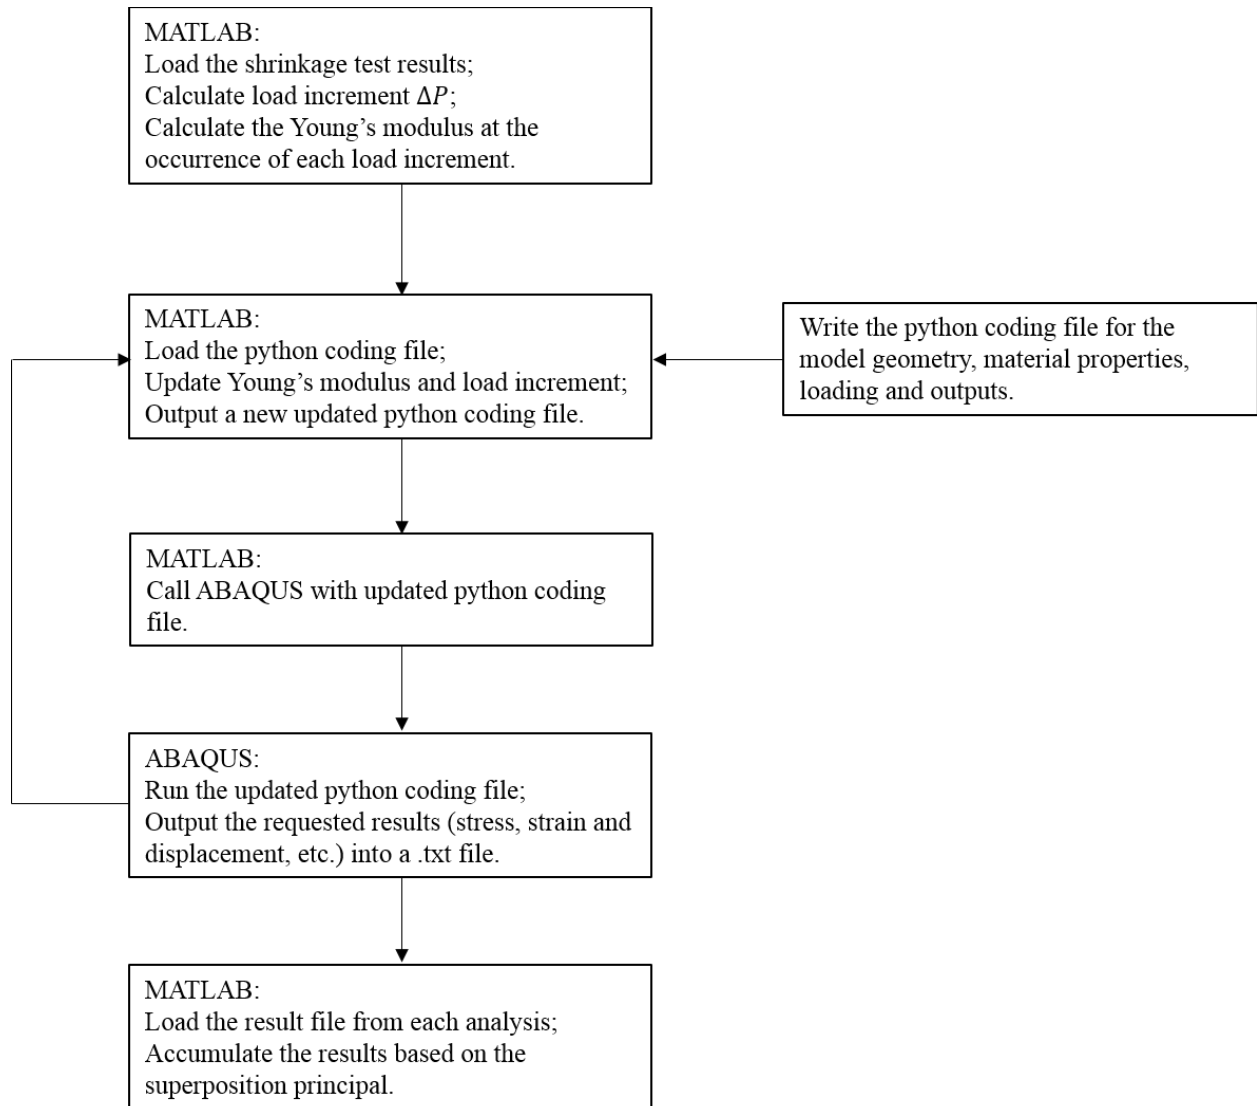 MATLAB:
Load the shrinkage test results;
Calculate load increment Δ𝑃;
Calculate the Young’s modulus at the
occurrence of each load increment.
MATLAB:
Load the python coding file;
Update Young’s modulus and load increment;
Output a new updated python coding file.
Write the python coding file for the
model geometry, material properties,
loading and outputs.
MATLAB:
Call ABAQUS with updated python coding
file.
ABAQUS:
Run the updated python coding file;
Output the requested results (stress, strain and
displacement, etc.) into a .txt file.
MATLAB:
Load the result file from each analysis;
Accumulate the results based on the
superposition principal.